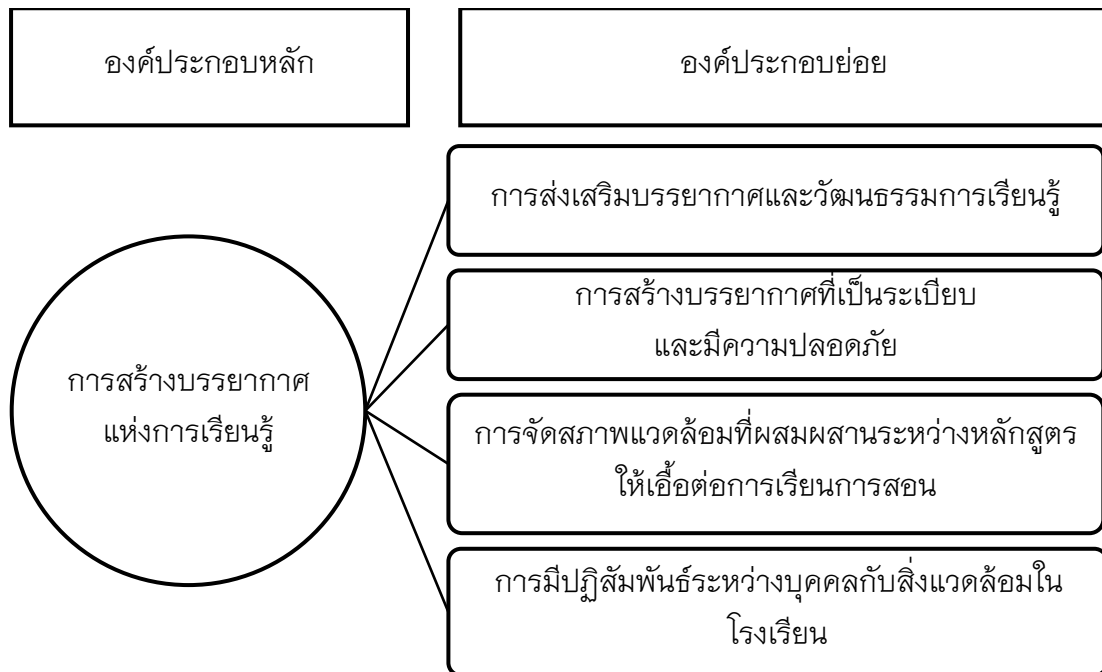 องค์ประกอบหลัก
องค์ประกอบย่อย
การสร้างบรรยากาศ
แห่งการเรียนรู้
การส่งเสริมบรรยากาศและวัฒนธรรมการเรียนรู้
การสร้างบรรยากาศที่เป็นระเบียบ
และมีความปลอดภัย
การจัดสภาพแวดล้อมที่ผสมผสานระหว่างหลักสูตร
ให้เอื้อต่อการเรียนการสอน
การมีปฏิสัมพันธ์ระหว่างบุคคลกับสิ่งแวดล้อมใน
โรงเรียน